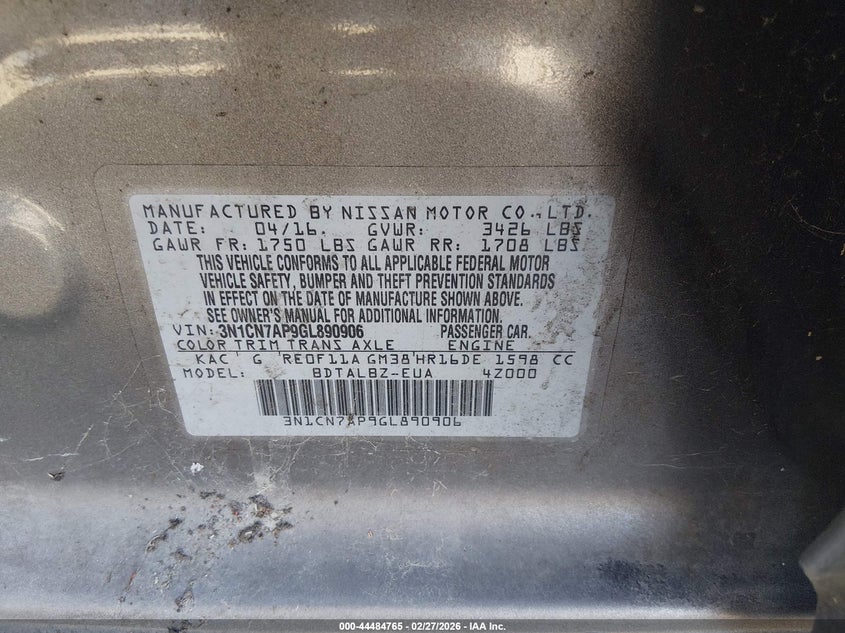 MANUFACTURED BY NISSAN MOTOR CO.,LTD.
DATE: 04/16. GVWR: 3426 LBS
GAWR FR: 1750 LBS GAWR RR: 1708 LBS
THIS VEHICLE CONFORMS TO ALL APPLICABLE FEDERAL MOTOR
VEHICLE SAFETY, BUMPER AND THEFT PREVENTION STANDARDS
IN EFFECT ON THE DATE OF MANUFACTURE SHOWN ABOVE.
SEE OWNER'S MANUAL FOR ADDITIONAL INFORMATION.
VIN: 3N1CN7AP9GL890906 PASSENGER CAR.
COLOR TRIM TRANS AXLE ENGINE
KAC G RE0F11A GM38 HR16DE 1598 CC
MODEL: BDTALBZ-EUA 4Z000
3N1CN7AP9GL890906
000-44484765 | 02/27/2026 | IAA Inc.